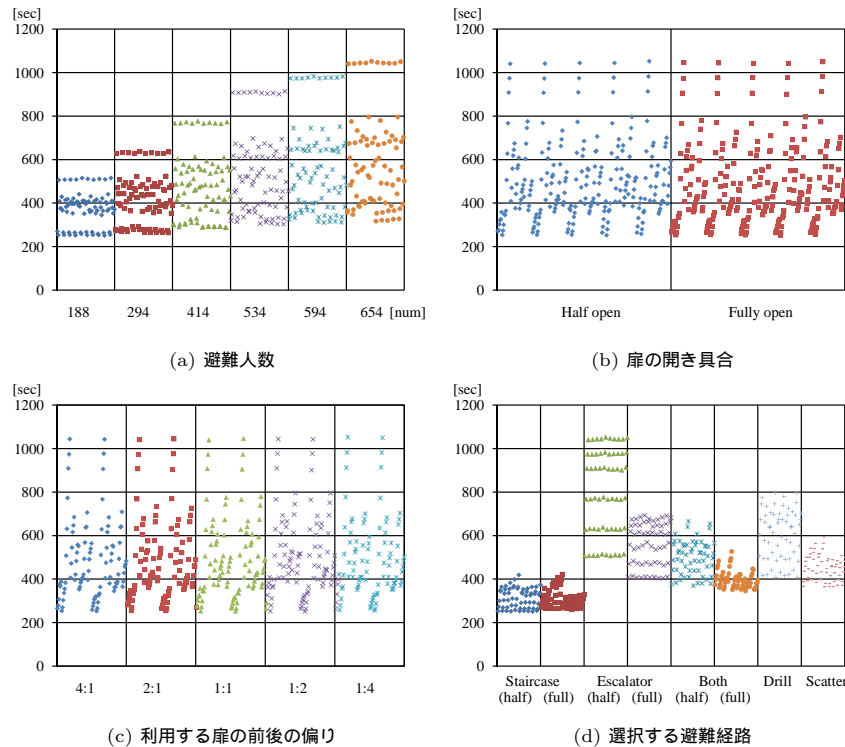 [sec]
1200
1000
800
600
400
200
0
188 294 414 534 594 654 [num]
(a) 避難人数
[sec]
1200
1000
800
600
400
200
0
Half open Fully open
(b) 扉の開き具合
[sec]
1200
1000
800
600
400
200
0
4:1 2:1 1:1 1:2 1:4
(c) 利用する扉の前後の偏り
[sec]
1200
1000
800
600
400
200
0
Staircase Escalator Both Drill Scatter
(half) (full) (half) (full) (half) (full)
(d) 選択する避難経路